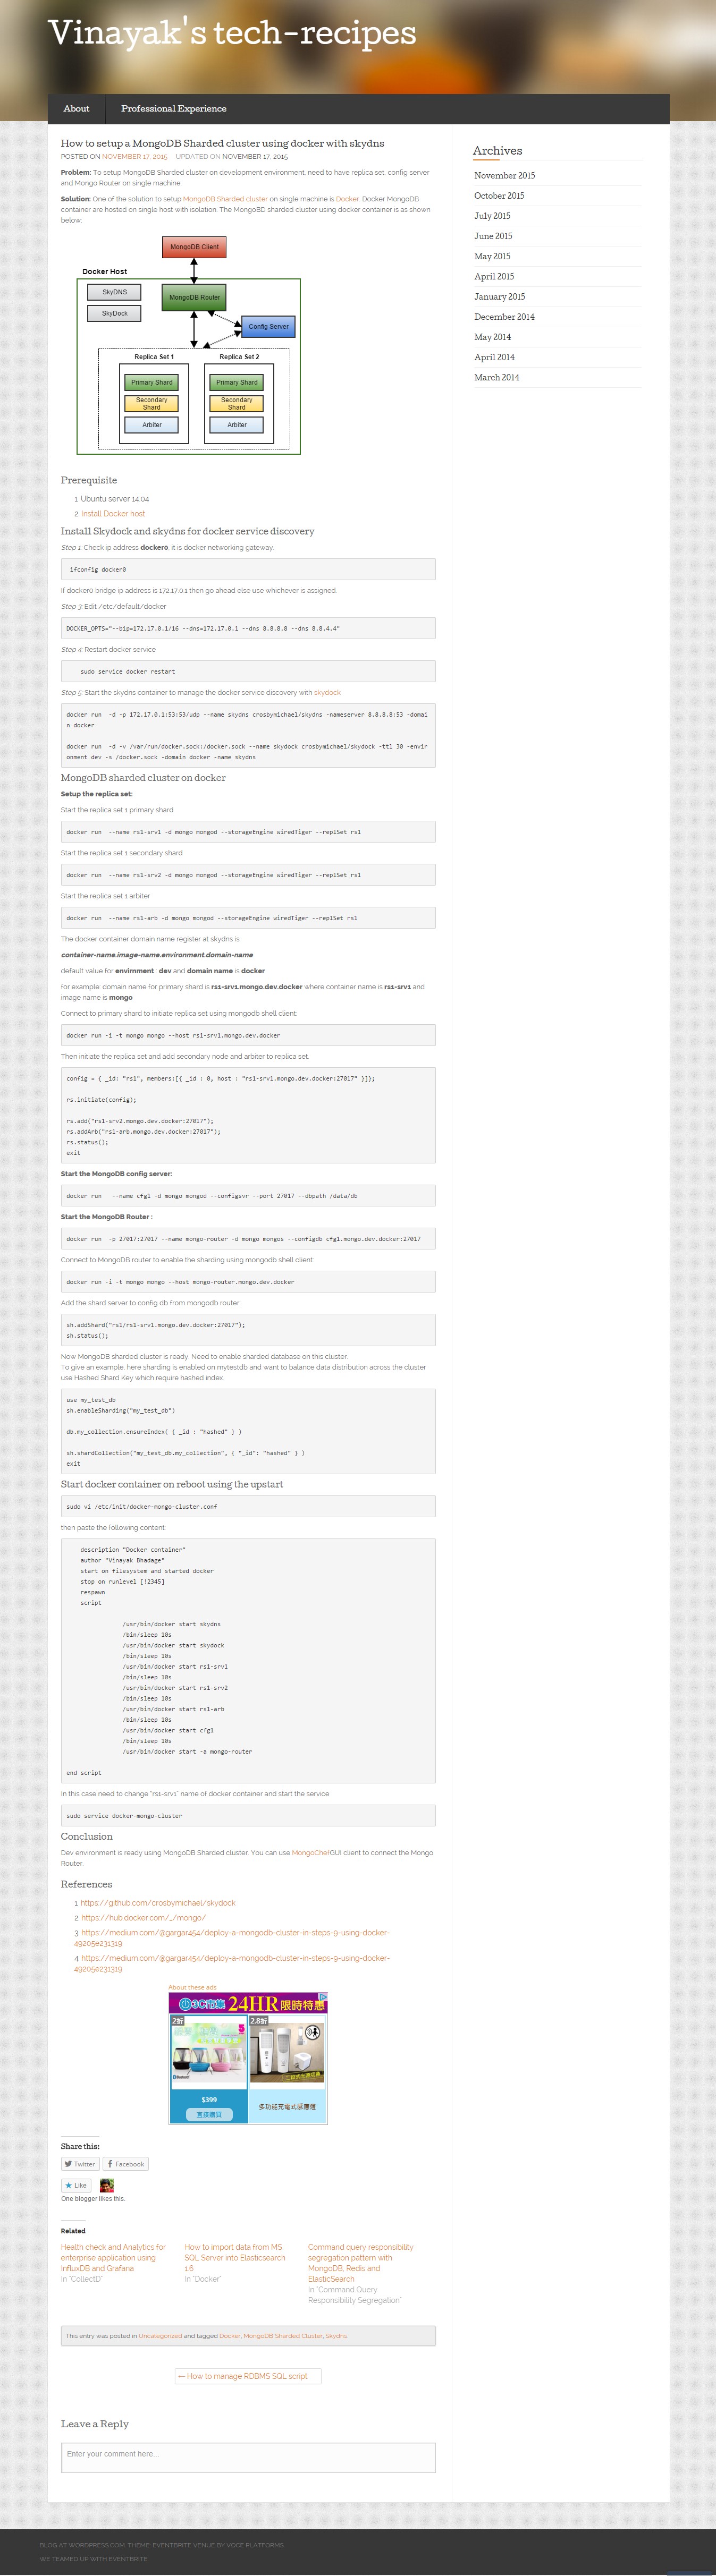 Vinayak's tech-recipes
About
Professional Experience
How to setup a MongoDB Sharded cluster using docker with skydns
POSTED ON NOVEMBER 17, 2015 UPDATED ON NOVEMBER 17, 2015
Problem: To setup MongoDB Sharded cluster on development environment, need to have replica set, config server
and Mongo Router on single machine
Solution: One of the solution to setup MongoDB Sharded cluster on single machine is Docker. Docker MongoDB
container are hosted on single host with isolation. The MongoBD sharded cluster using docker container is as shown
below:
MongoDB Client
Docker Host
SkyDNS
SkyDock
MongoDB Router
Config Server
Replica Set 1
Replica Set 2
Primary Shard
Primary Shard
Secondary
Shard
Secondary
Shard
Arbiter
Arbiter
Prerequisite
1. Ubuntu server 14.04
2. Install Docker host
Install Skydock and skydns for docker service discovery
Step 1: Check ip address docker0, it is docker networking gateway.
ifconfig docker0
If docker0 bridge ip address is 172.17.0.1 then go ahead else use whichever is assigned.
Step 3: Edit /etc/default/docker
DOCKER_OPTS="--bip=172.17.0.1/16 --dns=172.17.0.1 --dns 8.8.8.8 --dns 8.8.4.4"
Step 4: Restart docker service
sudo service docker restart
Step 5: Start the skydns container to manage the docker service discovery with skydock
docker run  -d -p 172.17.0.1:53:53/udp --name skydns crosbymichael/skydns -nameserver 8.8.8.8:53 -domai
n docker
docker run  -d -v /var/run/docker.sock:/docker.sock --name skydock crosbymichael/skydock -ttl 30 -envir
onment dev -s /docker.sock -domain docker -name skydns
MongoDB sharded cluster on docker
Setup the replica set:
Start the replica set 1 primary shard
docker run  --name rs1-srv1 -d mongo mongod --storageEngine wiredTiger --replSet rs1
Start the replica set 1 secondary shard
docker run  --name rs1-srv2 -d mongo mongod --storageEngine wiredTiger --replSet rs1
Start the replica set 1 arbiter
docker run  --name rs1-arb -d mongo mongod --storageEngine wiredTiger --replSet rs1
The docker container domain name register at skydns is
container-name.image-name.environment.domain-name
default value for envirnment : dev and domain name is docker
for example: domain name for primary shard is rs1-srv1.mongo.dev.docker where container name is rs1-srv1 and
image name is mongo
Connect to primary shard to initiate replica set using mongodb shell client:
docker run -i -t mongo mongo --host rs1-srv1.mongo.dev.docker
Then initiate the replica set and add secondary node and arbiter to replica set.
config = { _id: "rs1", members:[{ _id : 0, host : "rs1-srv1.mongo.dev.docker:27017" }]};
rs.initiate(config);
rs.add("rs1-srv2.mongo.dev.docker:27017");
rs.addArb("rs1-arb.mongo.dev.docker:27017");
rs.status();
exit
Start the MongoDB config server:
docker run   --name cfg1 -d mongo mongod --configsvr --port 27017 --dbpath /data/db
Start the MongoDB Router :
docker run  -p 27017:27017 --name mongo-router -d mongo mongos --configdb cfg1.mongo.dev.docker:27017
Connect to MongoDB router to enable the sharding using mongodb shell client:
docker run -i -t mongo mongo --host mongo-router.mongo.dev.docker
Add the shard server to config db from mongodb router:
sh.addShard("rs1/rs1-srv1.mongo.dev.docker:27017");
sh.status();
Now MongoDB sharded cluster is ready. Need to enable sharded database on this cluster,
To give an example, here sharding is enabled on mytestdb and want to balance data distribution across the cluster
use Hashed Shard Key which require hashed index.
use my_test_db
sh.enableSharding("my_test_db")
db.my_collection.ensureIndex( { _id : "hashed" } )
sh.shardCollection("my_test_db.my_collection", { "_id": "hashed" } )
exit
Start docker container on reboot using the upstart
sudo vi /etc/init/docker-mongo-cluster.conf
then paste the following content:
description "Docker container"
author "Vinayak Bhadage"
start on filesystem and started docker
stop on runlevel [!2345]
respawn
script
/usr/bin/docker start skydns
/bin/sleep 10s
/usr/bin/docker start skydock
/bin/sleep 10s
/usr/bin/docker start rs1-srv1
/bin/sleep 10s
/usr/bin/docker start rs1-srv2
/bin/sleep 10s
/usr/bin/docker start rs1-arb
/bin/sleep 10s
/usr/bin/docker start cfg1
/bin/sleep 10s
/usr/bin/docker start -a mongo-router
end script
In this case need to change "rs1-srv1" name of docker container and start the service
sudo service docker-mongo-cluster
Conclusion
Dev environment is ready using MongoDB Sharded cluster. You can use MongoChefGUI client to connect the Mongo
Router.
References
1. https://github.com/crosbymichael/skydock
2. https://hub.docker.com/_/mongo/
3. https://medium.com/@gargar454/deploy-a-mongodb-cluster-in-steps-9-using-docker-
49205e231319
4. https://medium.com/@gargar454/deploy-a-mongodb-cluster-in-steps-9-using-docker-
49205e231319
About these ads
3C市集 24HR 限時特惠
2折
2.8折
Bluetooth
$399
直接購買
多功能充電式感應燈
Share this:
Twitter
Facebook
Like
One blogger likes this.
Related
Health check and Analytics for
enterprise application using
InfluxDB and Grafana
In "CollectD"
How to import data from MS
SQL Server into Elasticsearch
1.6
In "Docker"
Command query responsibility
segregation pattern with
MongoDB, Redis and
ElasticSearch
In "Command Query
Responsibility Segregation"
This entry was posted in Uncategorized and tagged Docker, MongoDB Sharded Cluster, Skydns.
← How to manage RDBMS SQL script
Leave a Reply
Enter your comment here...
Archives
November 2015
October 2015
July 2015
June 2015
May 2015
April 2015
January 2015
December 2014
May 2014
April 2014
March 2014
BLOG AT WORDPRESS.COM. THEME: EVENTBRITE VENUE BY VOCE PLATFORMS.
WE TEAMED UP WITH EVENTBRITE